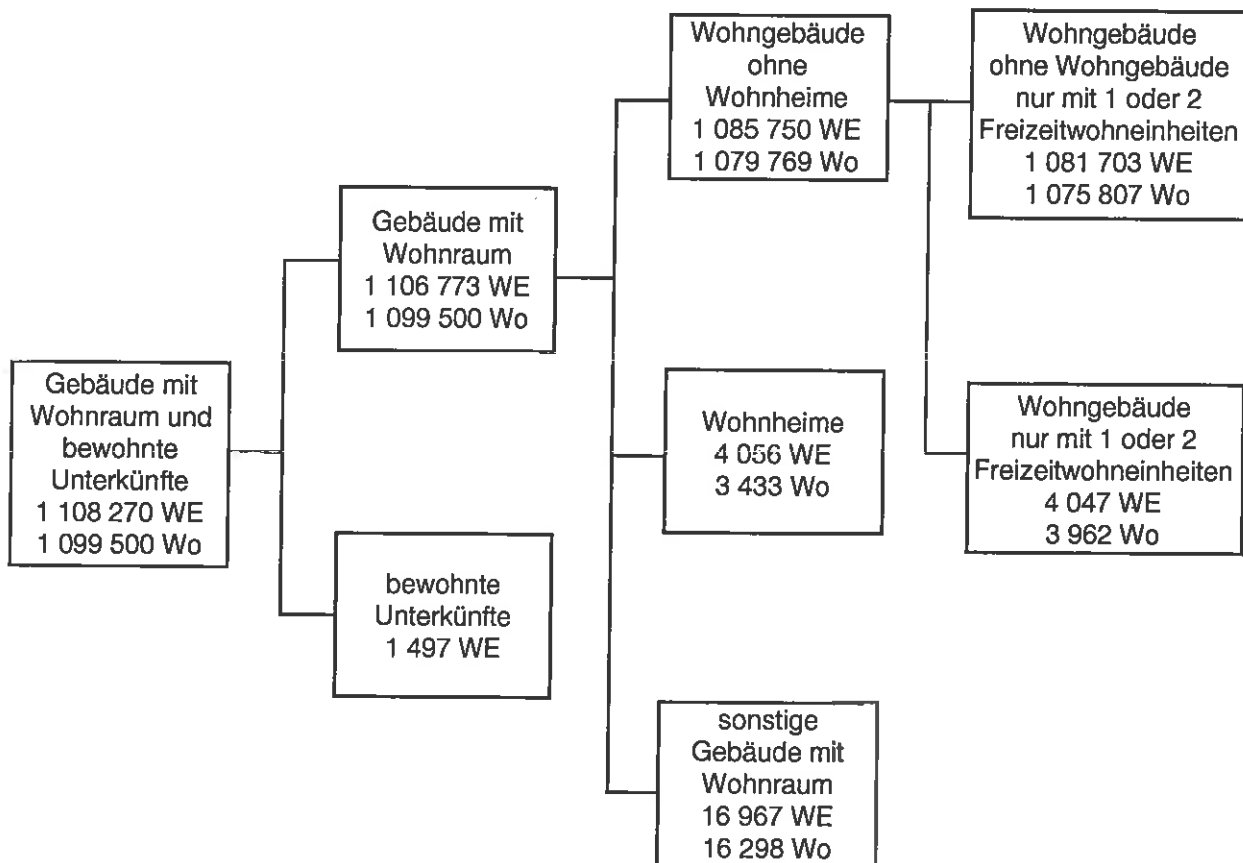 Gebäude mit
Wohnraum und
bewohnte
Unterkünfte
1 108 270 WE
1 099 500 Wo
Gebäude mit
Wohnraum
1 106 773 WE
1 099 500 Wo
bewohnte
Unterkünfte
1 497 WE
Wohngebäude
ohne
Wohnheime
1 085 750 WE
1 079 769 Wo
Wohnheime
4 056 WE
3 433 Wo
sonstige
Gebäude mit
Wohnraum
16 967 WE
16 298 Wo
Wohngebäude
ohne Wohngebäude
nur mit 1 oder 2
Freizeitwohneinheiten
1 081 703 WE
1 075 807 Wo
Wohngebäude
nur mit 1 oder 2
Freizeitwohneinheiten
4 047 WE
3 962 Wo